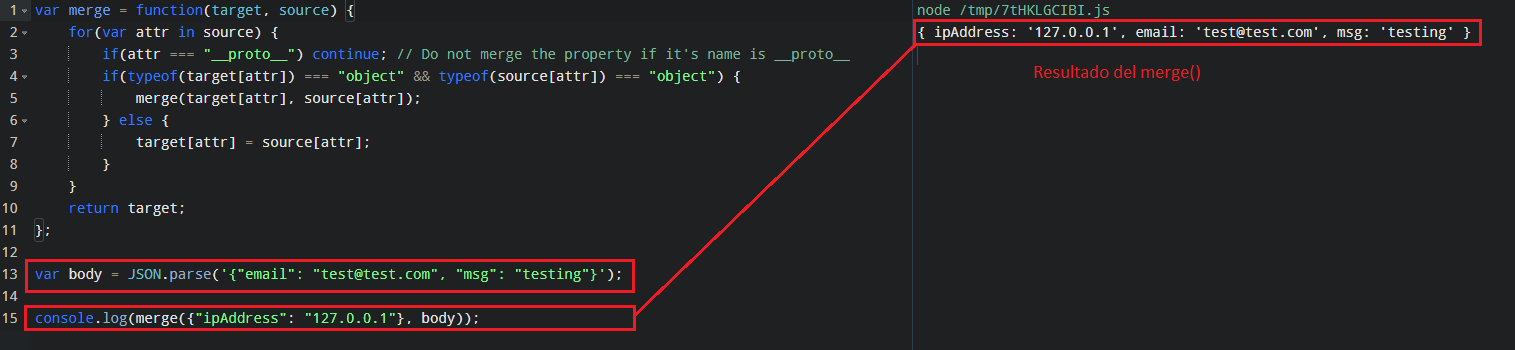 1 var merge = function(target, source) {
2 for(var attr in source) {
3 if(attr === "__proto__") continue; // Do not merge the property if it's name is __proto__
4 if(typeof(target[attr]) === "object" && typeof(source[attr]) === "object") {
5 merge(target[attr], source[attr]);
6 } else {
7 target[attr] = source[attr];
8 }
9 }
10 return target;
11 };
12
13 var body = JSON.parse('{"email": "test@test.com", "msg": "testing"}');
14
15 console.log(merge({"ipAddress": "127.0.0.1"}, body));
node /tmp/7tHKLGCIBI.js
{ ipAddress: '127.0.0.1', email: 'test@test.com', msg: 'testing' }
Resultado del merge()